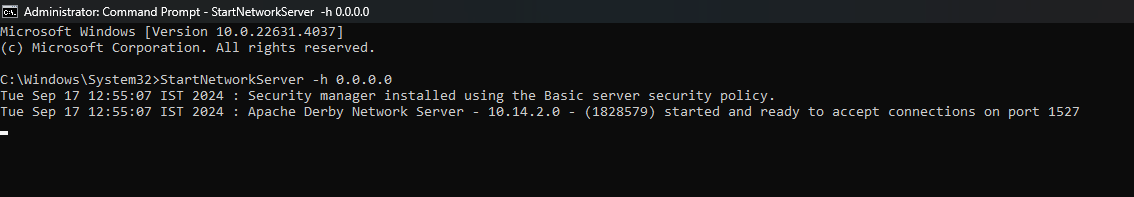 Administrator: Command Prompt - StartNetworkServer  -h 0.0.0.0
Microsoft Windows [Version 10.0.22631.4037]
(c) Microsoft Corporation. All rights reserved.
C:\Windows\System32>StartNetworkServer -h 0.0.0.0
Tue Sep 17 12:55:07 IST 2024 : Security manager installed using the Basic server security policy.
Tue Sep 17 12:55:07 IST 2024 : Apache Derby Network Server - 10.14.2.0 - (1828579) started and ready to accept connections on port 1527